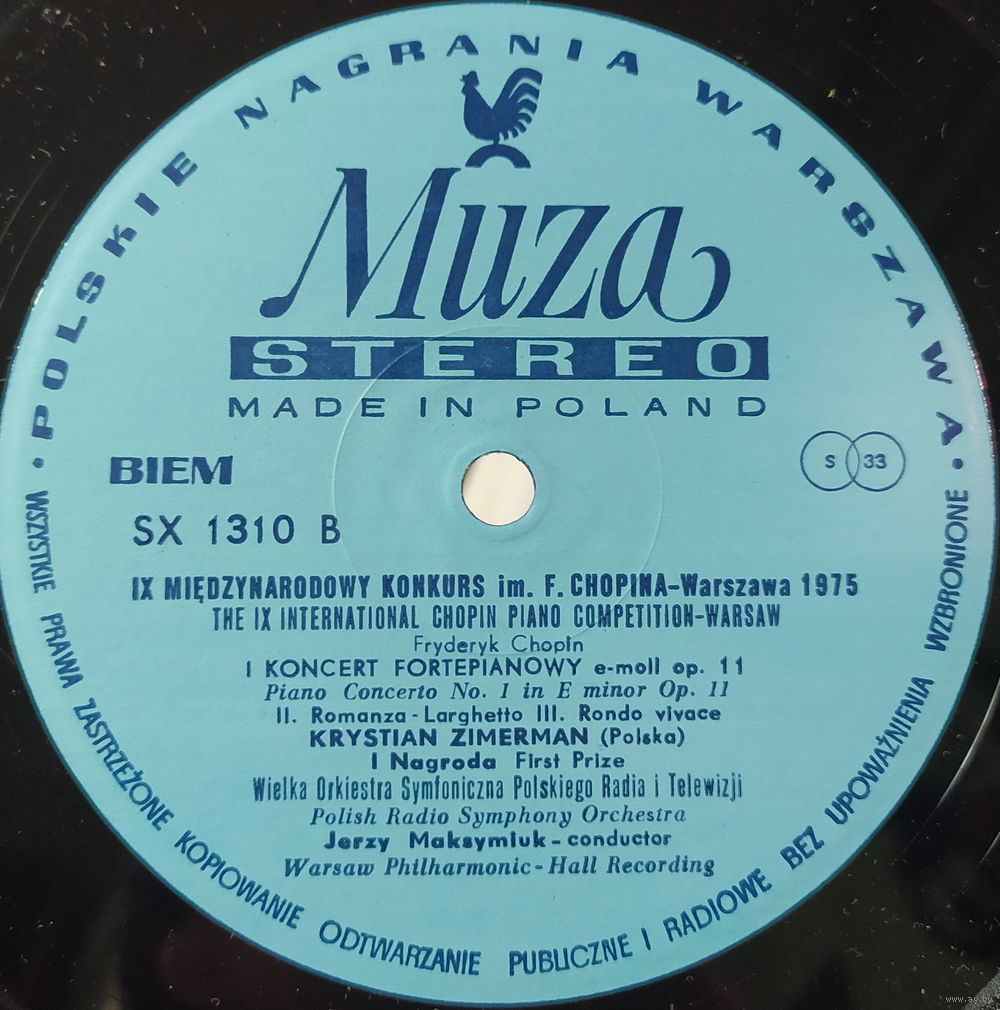 • POLSKIE NAGRANIA WARSZAWA •
Muza
STEREO
MADE IN POLAND
BIEM
S 33
SX 1310 B
IX MIĘDZYNARODOWY KONKURS im. F. CHOPINA-Warszawa 1975
THE IX INTERNATIONAL CHOPIN PIANO COMPETITION-WARSAW
Fryderyk Chopin
I KONCERT FORTEPIANOWY e-moll op. 11
Piano Concerto No. 1 in E minor Op. 11
II. Romanza - Larghetto III. Rondo vivace
KRYSTIAN ZIMERMAN (Polska)
I Nagroda First Prize
Wielka Orkiestra Symfoniczna Polskiego Radia i Telewizji
Polish Radio Symphony Orchestra
Jerzy Maksymiuk - conductor
Warsaw Philharmonic - Hall Recording
WSZYSTKIE PRAWA ZASTRZEŻONE KOPIOWANIE ODTWARZANIE PUBLICZNE I RADIOWE BEZ UPOWAŻNIENIA WZBRONIONE
www.ay.by